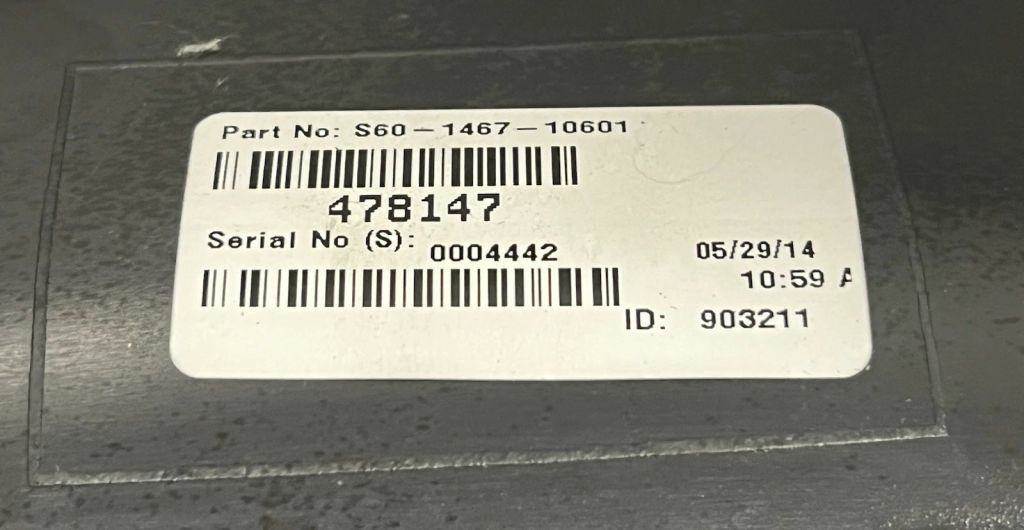 Part No: S60-1467-10601
478147
Serial No (S): 0004442
05/29/14
10:59 A
ID: 903211